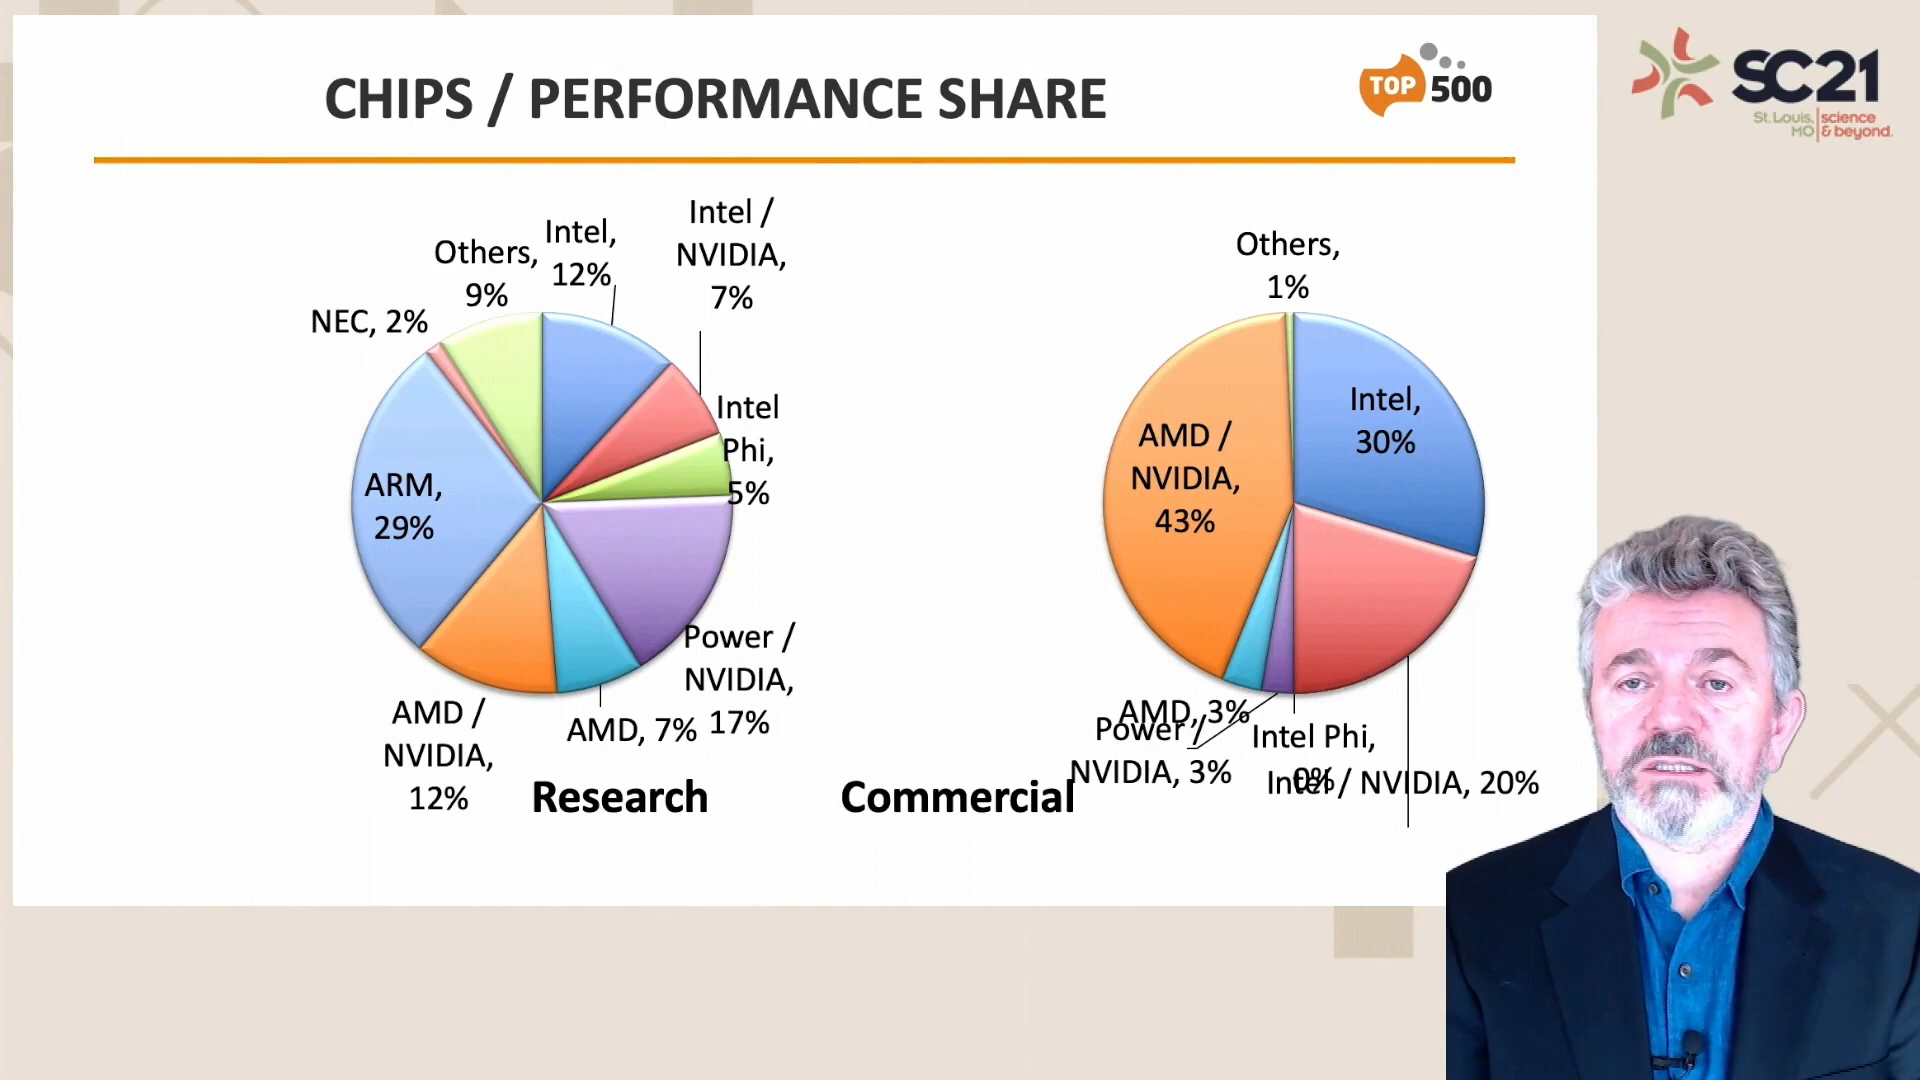 CHIPS / PERFORMANCE SHARE
TOP
500
SC21
St. Louis,
MO
science
& beyond.
Others,
9%
Intel,
12%
Intel /
NVIDIA,
7%
NEC, 2%
Intel
Phi,
5%
ARM,
29%
Power /
NVIDIA,
17%
AMD, 7%
AMD /
NVIDIA,
12%
Research
Others,
1%
Intel,
30%
AMD /
NVIDIA,
43%
AMD, 3%
Power /
NVIDIA, 3%
Intel Phi,
0%
Intel / NVIDIA, 20%
Commercial